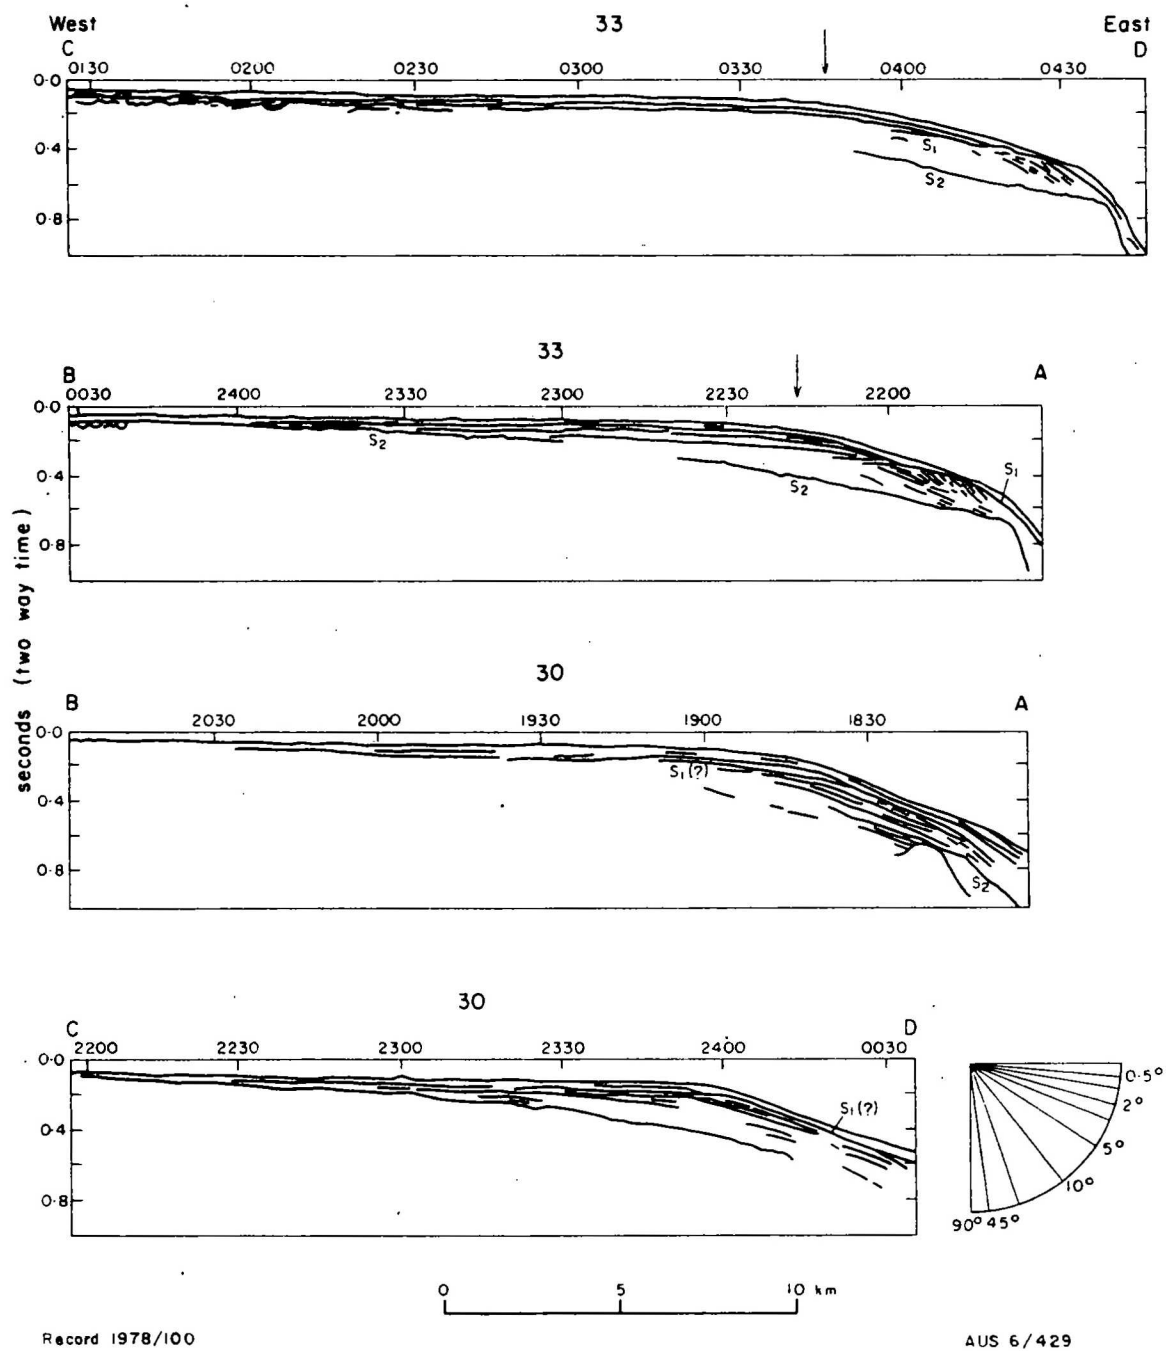 West 33 East
C D
0130 0200 0230 0300 0330 0400 0430
0·0
0·4
0·8
S1
S2
33
B A
0030 2400 2330 2300 2230 2200
0·0
0·4
0·8
S2
S2
S1
seconds (two way time)
30
B A
2030 2000 1930 1900 1830
0·0
0·4
0·8
S1(?)
S2
30
C D
2200 2230 2300 2330 2400 0030
0·0
0·4
0·8
S1(?)
0·5°
2°
5°
10°
90° 45°
0 5 10 km
Record 1978/100 AUS 6/429